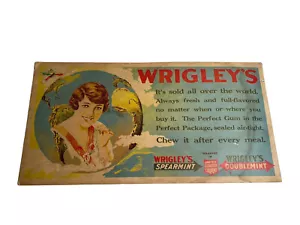 WRIGLEY'S
It's sold all over the world.
Always fresh and full-flavored
no matter when or where you
buy it. The Perfect Gum in the
Perfect Package, sealed air-tight.
Chew it after every meal.
WRIGLEY'S WRIGLEY'S
SPEARMINT DOUBLEMINT